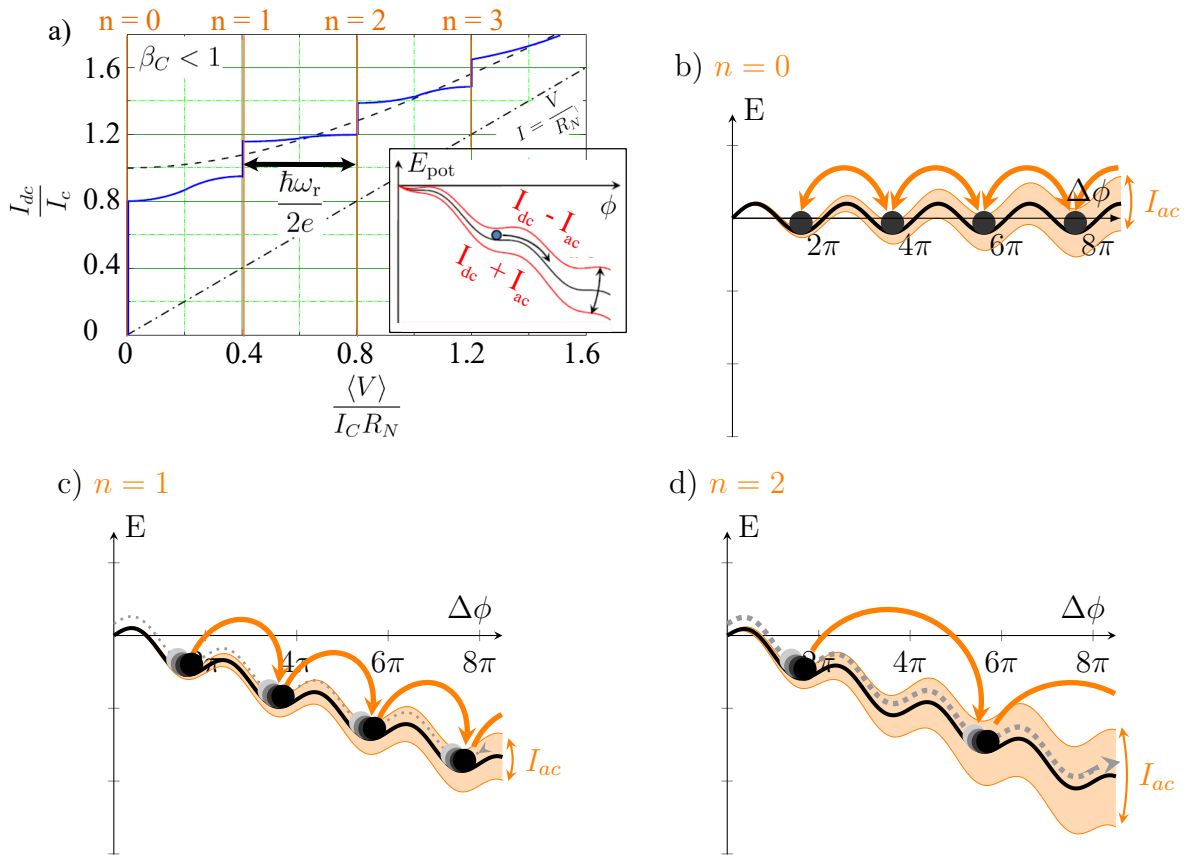 n = 0 n = 1 n = 2 n = 3
a)
β_C < 1
1.6
1.2
0.8
0.4
0
I_dc
I_c
ħω_r
2e
I = V/R_N
E_pot
ϕ
I_dc - I_ac
I_dc + I_ac
0 0.4 0.8 1.2 1.6
⟨V⟩
I_C R_N
b) n = 0
E
Δϕ
I_ac
2π 4π 6π 8π
c) n = 1
E
Δϕ
4π 6π 8π
I_ac
d) n = 2
E
Δϕ
4π 6π 8π
I_ac